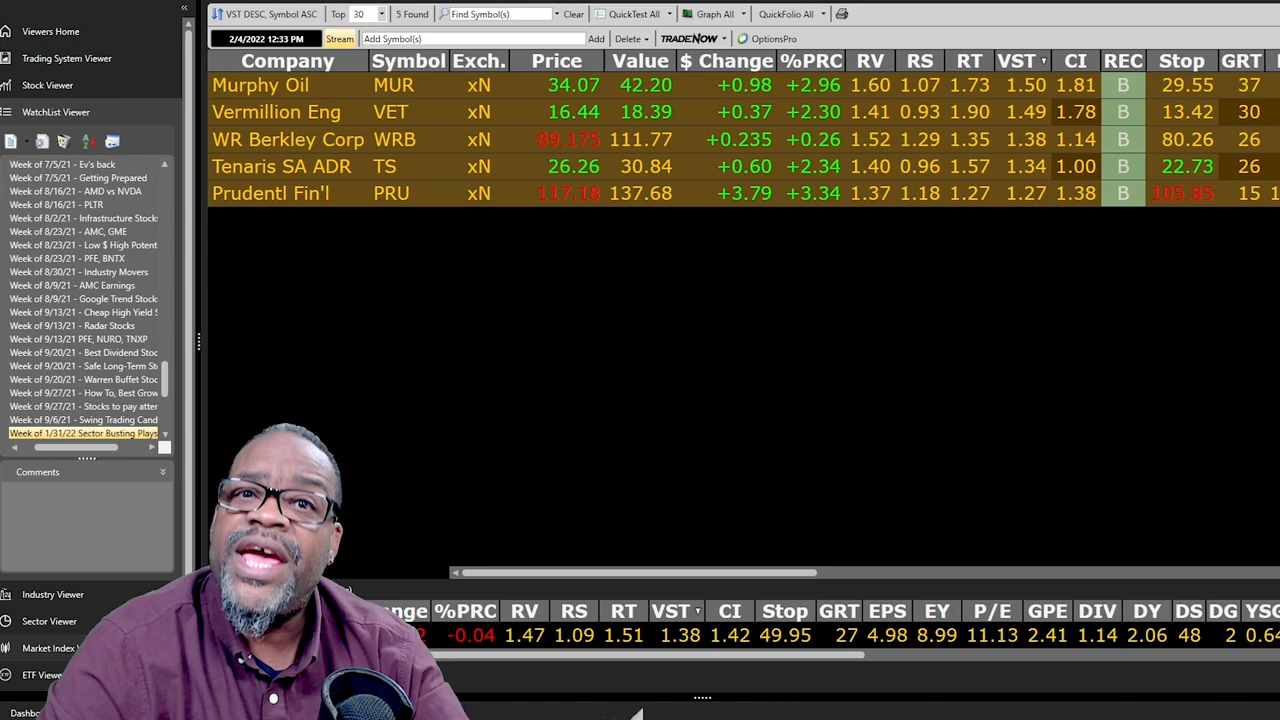 Viewers Home
Trading System Viewer
Stock Viewer
WatchList Viewer
Week of 7/5/21 - Ev's back
Week of 7/5/21 - Getting Prepared
Week of 8/16/21 - AMD vs NVDA
Week of 8/16/21 - PLTR
Week of 8/2/21 - Infrastructure Stocks
Week of 8/23/21 - AMC, GME
Week of 8/23/21 - Low $ High Potent
Week of 8/23/21 - PFE, BNTX
Week of 8/30/21 - Industry Movers
Week of 8/9/21 - AMC Earnings
Week of 8/9/21 - Google Trend Stock
Week of 9/13/21 - Cheap High Yield S
Week of 9/13/21 - Radar Stocks
Week of 9/13/21 PFE, NURO, TNXP
Week of 9/20/21 - Best Dividend Stoc
Week of 9/20/21 - Safe Long-Term St
Week of 9/20/21 - Warren Buffet Stoc
Week of 9/27/21 - How To, Best Grow
Week of 9/27/21 - Stocks to pay atter
Week of 9/6/21 - Swing Trading Cand
Week of 1/31/22 Sector Busting Plays
Comments
Industry Viewer
Sector Viewer
Market Index
ETF Viewe
Dashbo
VST DESC, Symbol ASC Top 30 5 Found Find Symbol(s) Clear QuickTest All Graph All QuickFolio All
2/4/2022 12:33 PM Stream Add Symbol(s) Add Delete TRADENOW OptionsPro
Company Symbol Exch. Price Value $ Change %PRC RV RS RT VST CI REC Stop GRT
Murphy Oil MUR xN 34.07 42.20 +0.98 +2.96 1.60 1.07 1.73 1.50 1.81 B 29.55 37
Vermillion Eng VET xN 16.44 18.39 +0.37 +2.30 1.41 0.93 1.90 1.49 1.78 B 13.42 30
WR Berkley Corp WRB xN 89.175 111.77 +0.235 +0.26 1.52 1.29 1.35 1.38 1.14 B 80.26 26
Tenaris SA ADR TS xN 26.26 30.84 +0.60 +2.34 1.40 0.96 1.57 1.34 1.00 B 22.73 26
Prudentl Fin'l PRU xN 117.18 137.68 +3.79 +3.34 1.37 1.18 1.27 1.27 1.38 B 105.85 15 1
ange %PRC RV RS RT VST CI Stop GRT EPS EY P/E GPE DIV DY DS DG YSG
-0.04 1.47 1.09 1.51 1.38 1.42 49.95 27 4.98 8.99 11.13 2.41 1.14 2.06 48 2 0.64